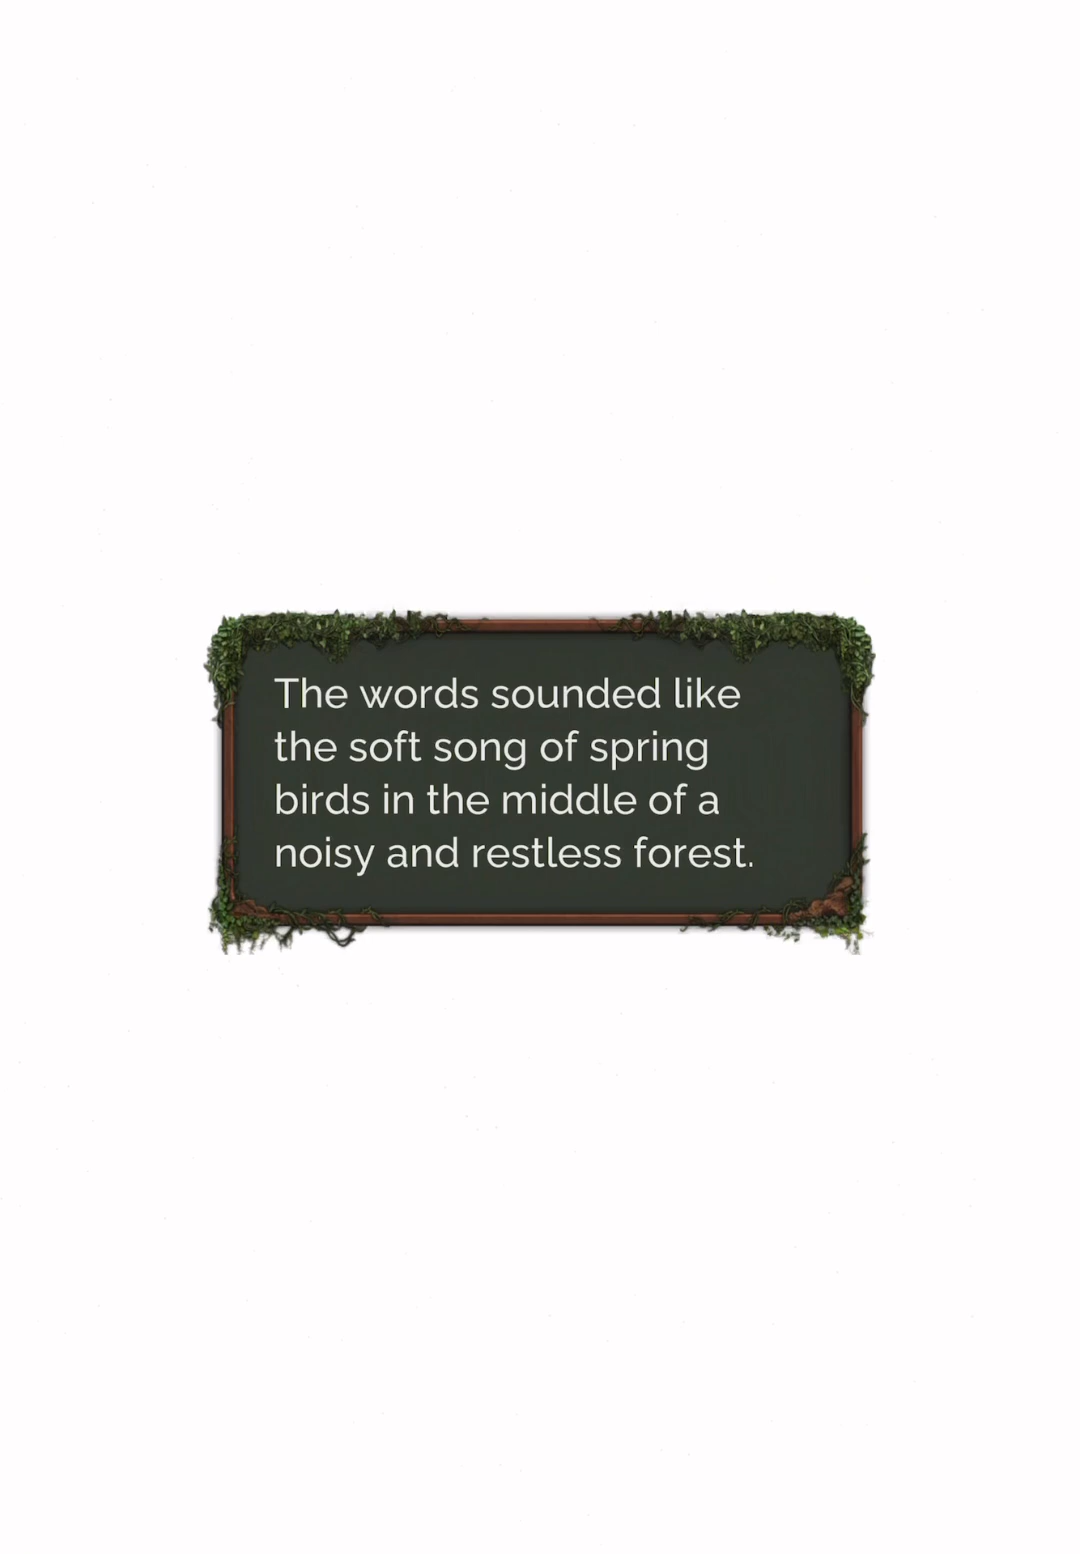 The words sounded like
the soft song of spring
birds in the middle of a
noisy and restless forest.